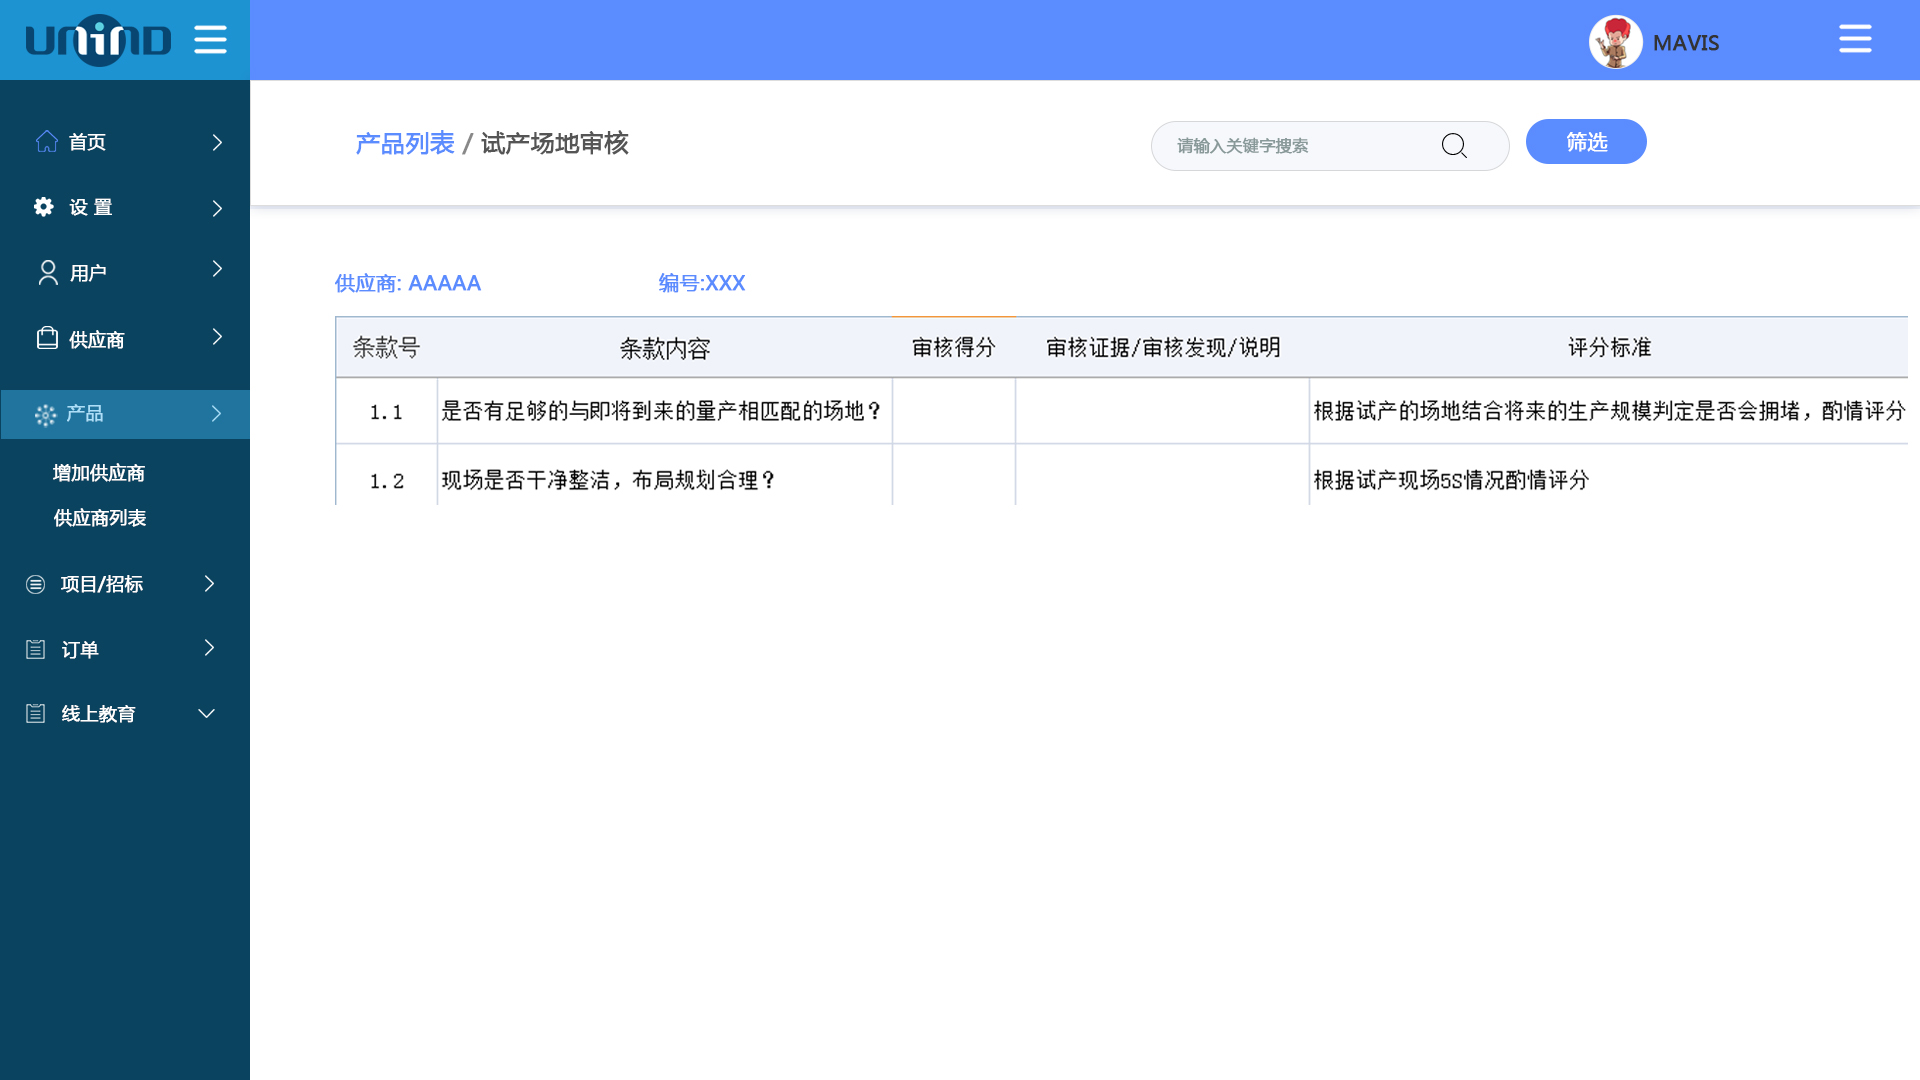 UNIND
MAVIS
首页
设 置
用户
供应商
产品
增加供应商
供应商列表
项目/招标
订单
线上教育
产品列表 / 试产场地审核
请输入关键字搜索
筛选
供应商: AAAAA
编号:XXX
条款号 条款内容 审核得分 审核证据/审核发现/说明 评分标准
1.1 是否有足够的与即将到来的量产相匹配的场地？ 根据试产的场地结合将来的生产规模判定是否会拥堵，酌情评分
1.2 现场是否干净整洁，布局规划合理？ 根据试产现场5S情况酌情评分